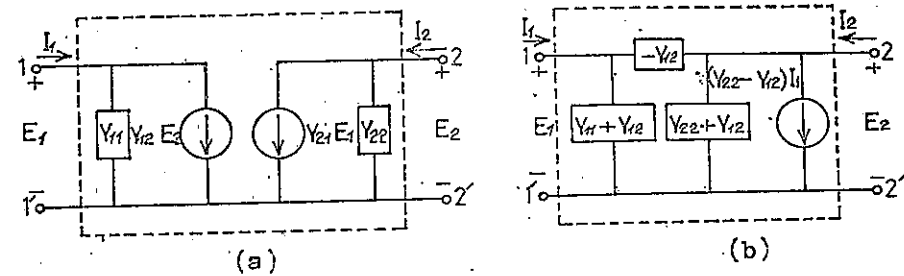 I1
I2
1
2
+
+
E1
Y11
Y12 E2
Y21 E1
Y22
E2
−
−
1′
2′
(a)
I1
I2
1
−Y12
2
+
+
(Y22−Y12)I1
E1
Y11+Y12
Y22+Y12
E2
−
−
1′
2′
(b)